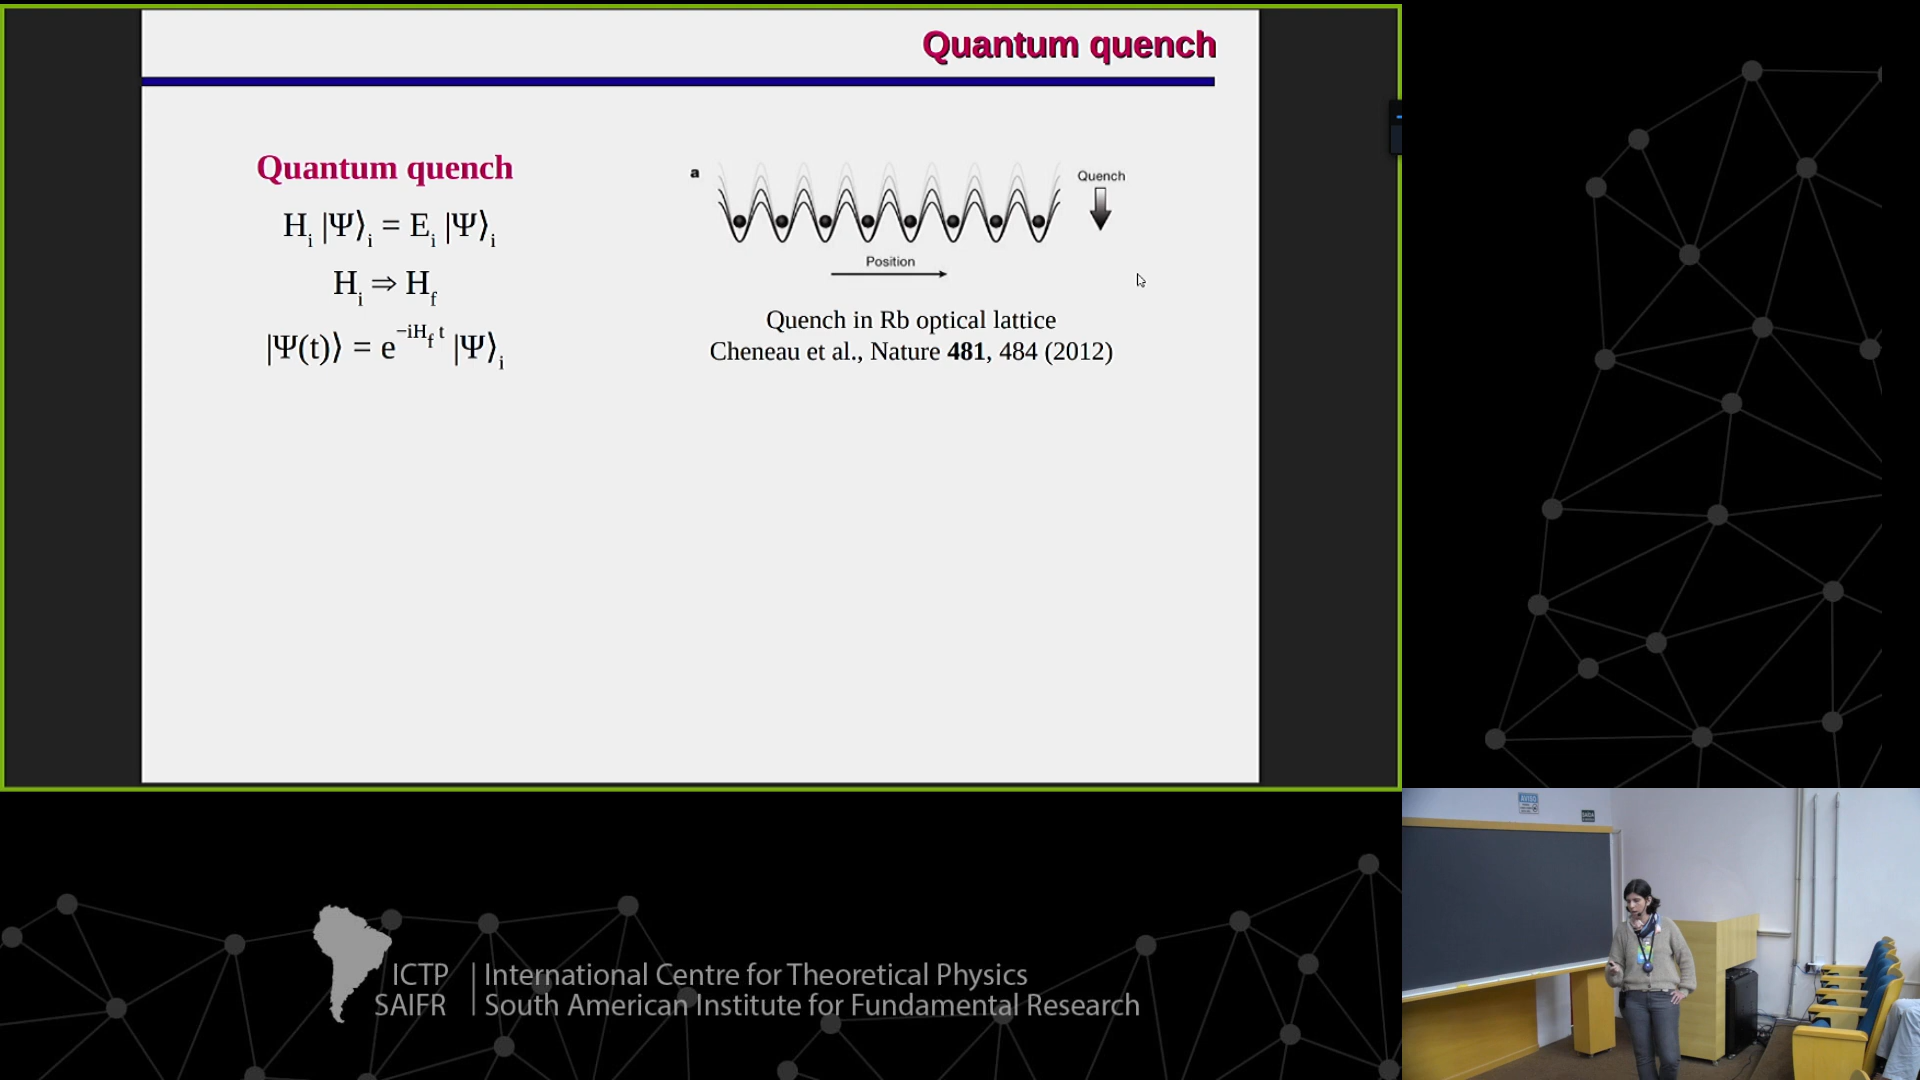 Quantum quench
Quantum quench
H_i |Ψ⟩_i = E_i |Ψ⟩_i
H_i ⇒ H_f
|Ψ(t)⟩ = e^{−iH_f t} |Ψ⟩_i
a
Quench
Position
Quench in Rb optical lattice
Cheneau et al., Nature 481, 484 (2012)
ICTP | International Centre for Theoretical Physics
SAIFR | South American Institute for Fundamental Research